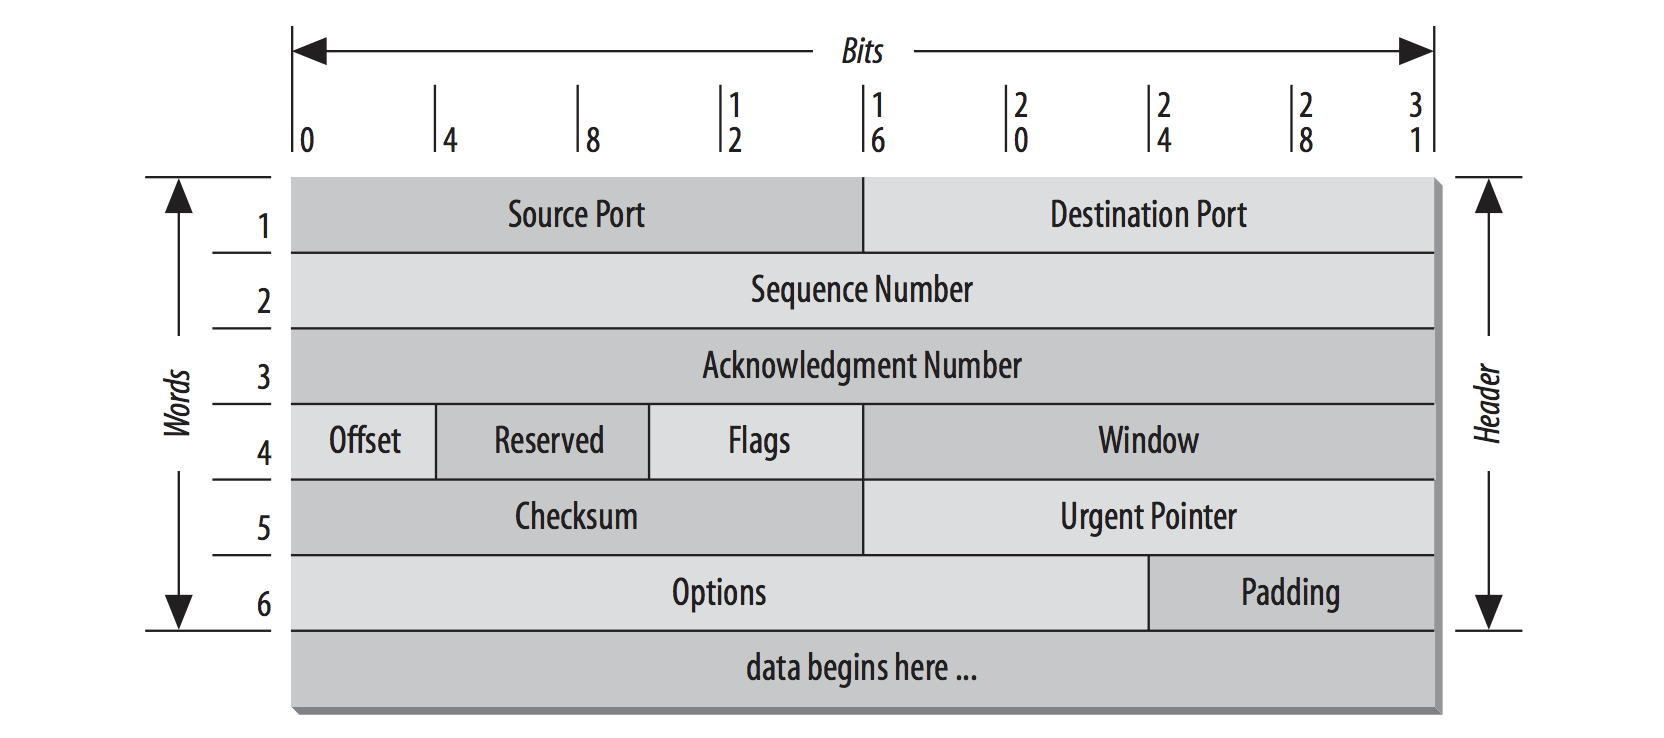 Bits
0 4 8 12 16 20 24 28 31
1 Source Port Destination Port
2 Sequence Number
3 Acknowledgment Number
Words
Header
4 Offset Reserved Flags Window
5 Checksum Urgent Pointer
6 Options Padding
data begins here ...